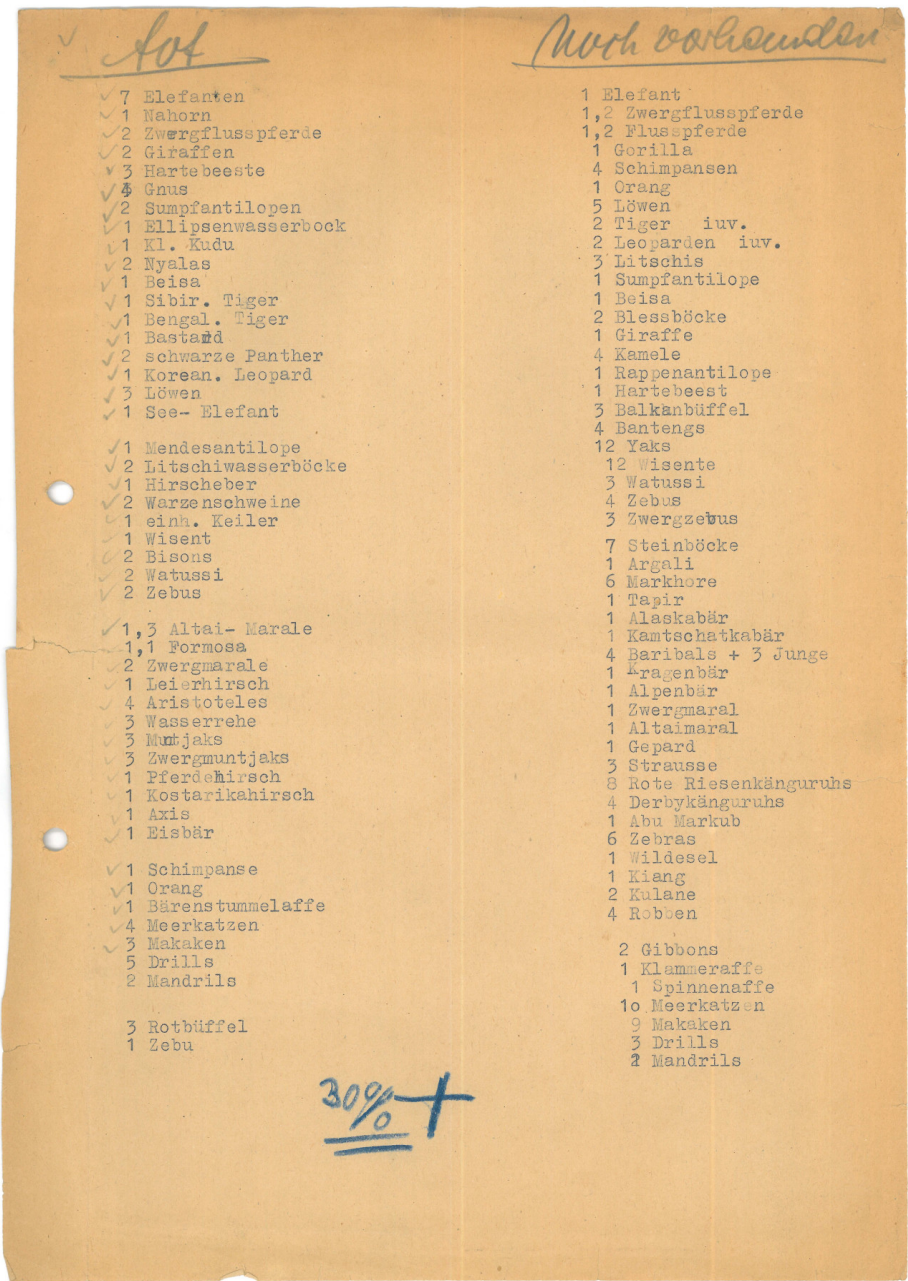 tot
7 Elefanten
1 Nahorn
2 Zwergflusspferde
2 Giraffen
3 Hartebeeste
4 Gnus
2 Sumpfantilopen
1 Ellipsenwasserbock
1 Kl. Kudu
2 Nyalas
1 Beisa
1 Sibir. Tiger
1 Bengal. Tiger
1 Bastard
2 schwarze Panther
1 Korean. Leopard
3 Löwen
1 See- Elefant
1 Mendesantilope
2 Litschiwasserböcke
1 Hirscheber
2 Warzenschweine
1 einh. Keiler
1 Wisent
2 Bisons
2 Watussi
2 Zebus
1,3 Altai- Marale
1,1 Formosa
2 Zwergmarale
1 Leierhirsch
4 Aristoteles
3 Wasserrehe
3 Muntjaks
3 Zwergmuntjaks
1 Pferdehirsch
1 Kostarikahirsch
1 Axis
1 Eisbär
1 Schimpanse
1 Orang
1 Bärenstummelaffe
4 Meerkatzen
3 Makaken
5 Drills
2 Mandrils
3 Rotbüffel
1 Zebu
Noch vorhanden
1 Elefant
1,2 Zwergflusspferde
1,2 Flusspferde
1 Gorilla
4 Schimpansen
1 Orang
5 Löwen
2 Tiger iuv.
2 Leoparden iuv.
3 Litschis
1 Sumpfantilope
1 Beisa
2 Blessböcke
1 Giraffe
4 Kamele
1 Rappenantilope
1 Hartebeest
3 Balkanbüffel
4 Bantengs
12 Yaks
12 Wisente
3 Watussi
4 Zebus
3 Zwergzebus
7 Steinböcke
1 Argali
6 Markhore
1 Tapir
1 Alaskabär
1 Kamtschatkabär
4 Baribals + 3 Junge
1 Kragenbär
1 Alpenbär
1 Zwergmaral
1 Altaimaral
1 Gepard
3 Strausse
8 Rote Riesenkänguruhs
4 Derbykänguruhs
1 Abu Markub
6 Zebras
1 Wildesel
1 Kiang
2 Kulane
4 Robben
2 Gibbons
1 Klammeraffe
1 Spinnenaffe
1o Meerkatzen
9 Makaken
3 Drills
2 Mandrils
30% +